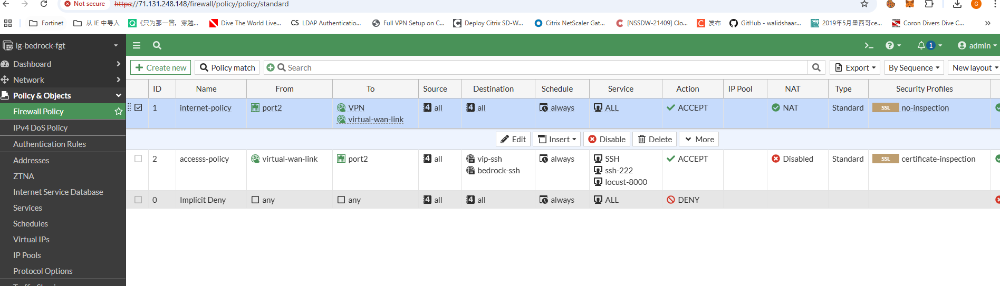 Not secure https://71.131.248.148/firewall/policy/policy/standard G
Fortinet 从 IE 中导入 《只为那一瞥，穿越... Dive The World Live... CS LDAP Authenticatio... Full VPN Setup on C... Deploy Citrix SD-W... Citrix NetScaler Gat... [NSSDW-21409] Clo... 发布 GitHub - walidshaar... 2019年5月墨西哥ce... Coron Divers Dive C... »
lg-bedrock-fgt 1 admin
Dashboard
Network
Policy & Objects
Firewall Policy
IPv4 DoS Policy
Authentication Rules
Addresses
ZTNA
Internet Service Database
Services
Schedules
Virtual IPs
IP Pools
Protocol Options
Create new Policy match Search Export By Sequence New layout
ID Name From To Source Destination Schedule Service Action IP Pool NAT Type Security Profiles
1 internet-policy port2 VPN 4 all 4 all always ALL ACCEPT NAT Standard SSL no-inspection
virtual-wan-link
Edit Insert Disable Delete More
2 accesss-policy virtual-wan-link port2 4 all vip-ssh always SSH ACCEPT Disabled Standard SSL certificate-inspection
bedrock-ssh ssh-222
locust-8000
0 Implicit Deny any any 4 all 4 all always ALL DENY